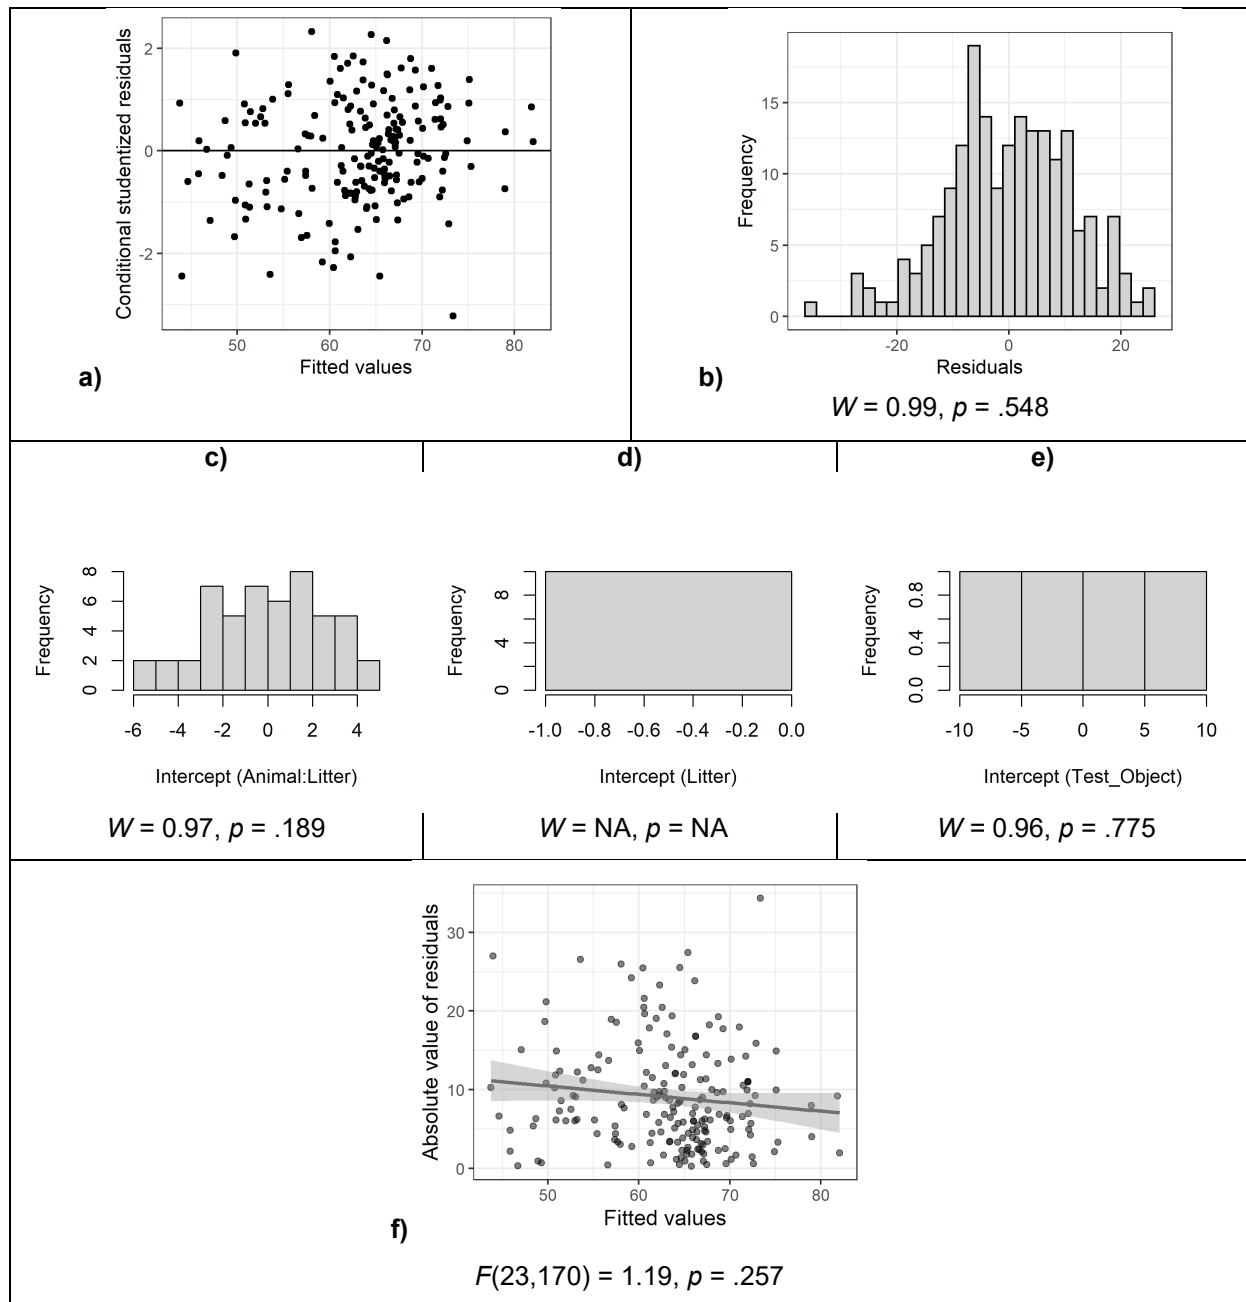 Conditional studentized residuals
2
0
-2
50 60 70 80
Fitted values
a)
Frequency
15
10
5
0
-20 0 20
Residuals
b)
W = 0.99, p = .548
c)
Frequency
8
6
4
2
0
-6 -4 -2 0 2 4
Intercept (Animal:Litter)
W = 0.97, p = .189
d)
Frequency
8
4
0
-1.0 -0.8 -0.6 -0.4 -0.2 0.0
Intercept (Litter)
W = NA, p = NA
e)
Frequency
0.8
0.4
0.0
-10 -5 0 5 10
Intercept (Test_Object)
W = 0.96, p = .775
Absolute value of residuals
30
20
10
0
50 60 70 80
Fitted values
f)
F(23,170) = 1.19, p = .257